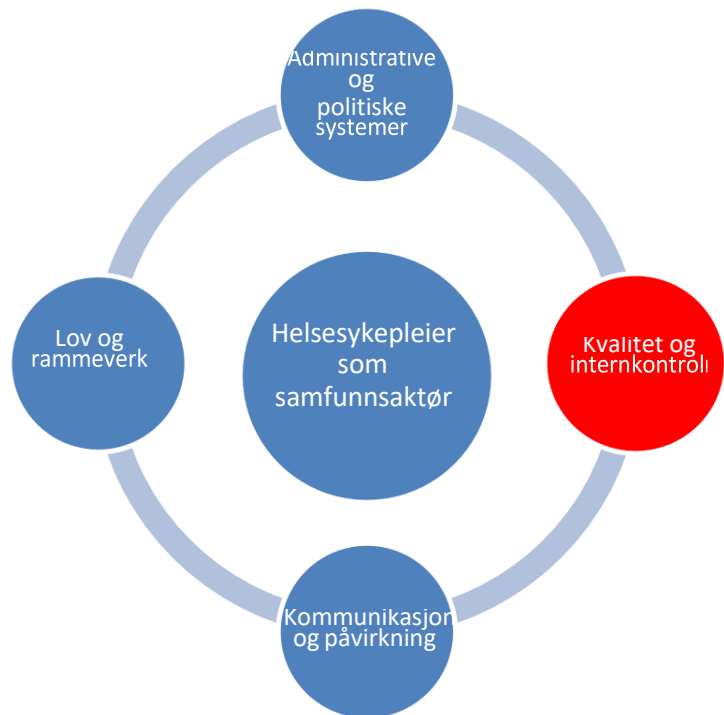 Administrative
og
politiske
systemer
Helsesykepleier
som
samfunnsaktør
Kvalitet og
internkontroll
Kommunikasjon
og påvirkning
Lov og
rammeverk